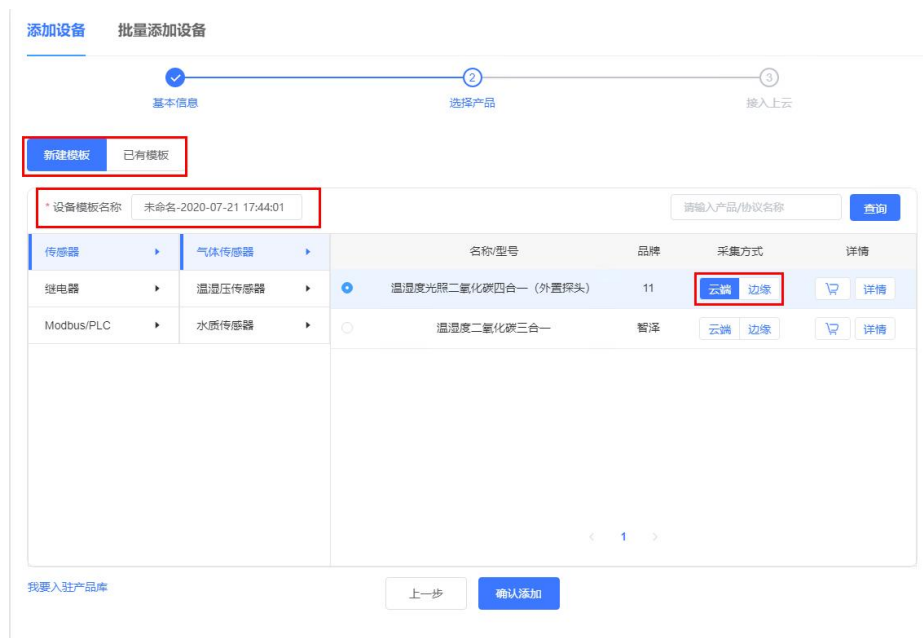 添加设备 批量添加设备
2 3
基本信息 选择产品 接入上云
新建模板 已有模板
* 设备模板名称 未命名-2020-07-21 17:44:01 请输入产品/协议名称 查询
传感器 气体传感器 名称/型号 品牌 采集方式 详情
继电器 温湿压传感器 温湿度光照二氧化碳四合一（外置探头） 11 云端 边缘 详情
Modbus/PLC 水质传感器 温湿度二氧化碳三合一 智泽 云端 边缘 详情
1
我要入驻产品库 上一步 确认添加